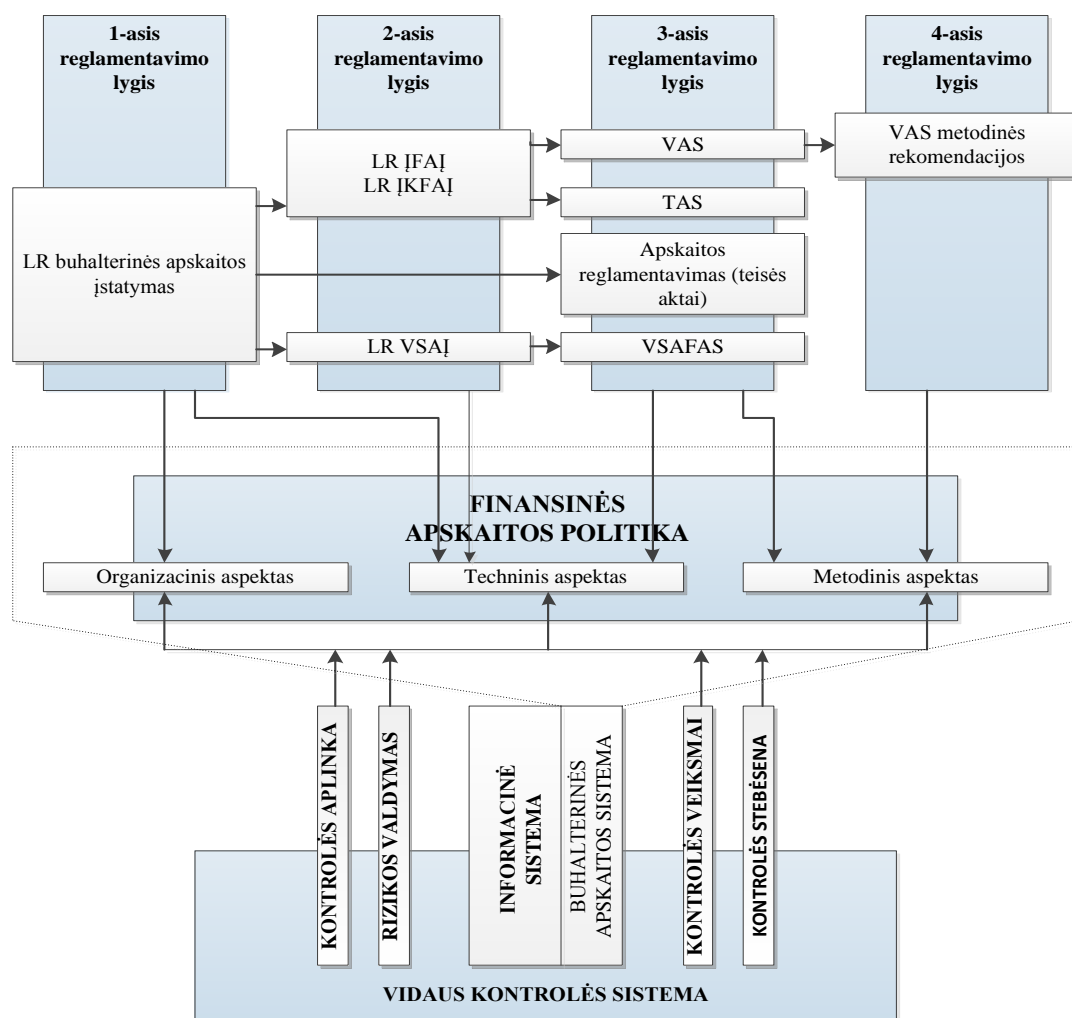 1-asis
reglamentavimo
lygis
2-asis
reglamentavimo
lygis
3-asis
reglamentavimo
lygis
4-asis
reglamentavimo
lygis
LR buhalterinės apskaitos
įstatymas
LR ĮFAĮ
LR ĮKFAĮ
LR VSAĮ
VAS
TAS
Apskaitos
reglamentavimas (teisės
aktai)
VSAFAS
VAS metodinės
rekomendacijos
FINANSINĖS
APSKAITOS POLITIKA
Organizacinis aspektas
Techninis aspektas
Metodinis aspektas
KONTROLĖS APLINKA
RIZIKOS VALDYMAS
INFORMACINĖ
SISTEMA
BUHALTERINĖS
APSKAITOS SISTEMA
KONTROLĖS VEIKSMAI
KONTROLĖS STEBĖSENA
VIDAUS KONTROLĖS SISTEMA